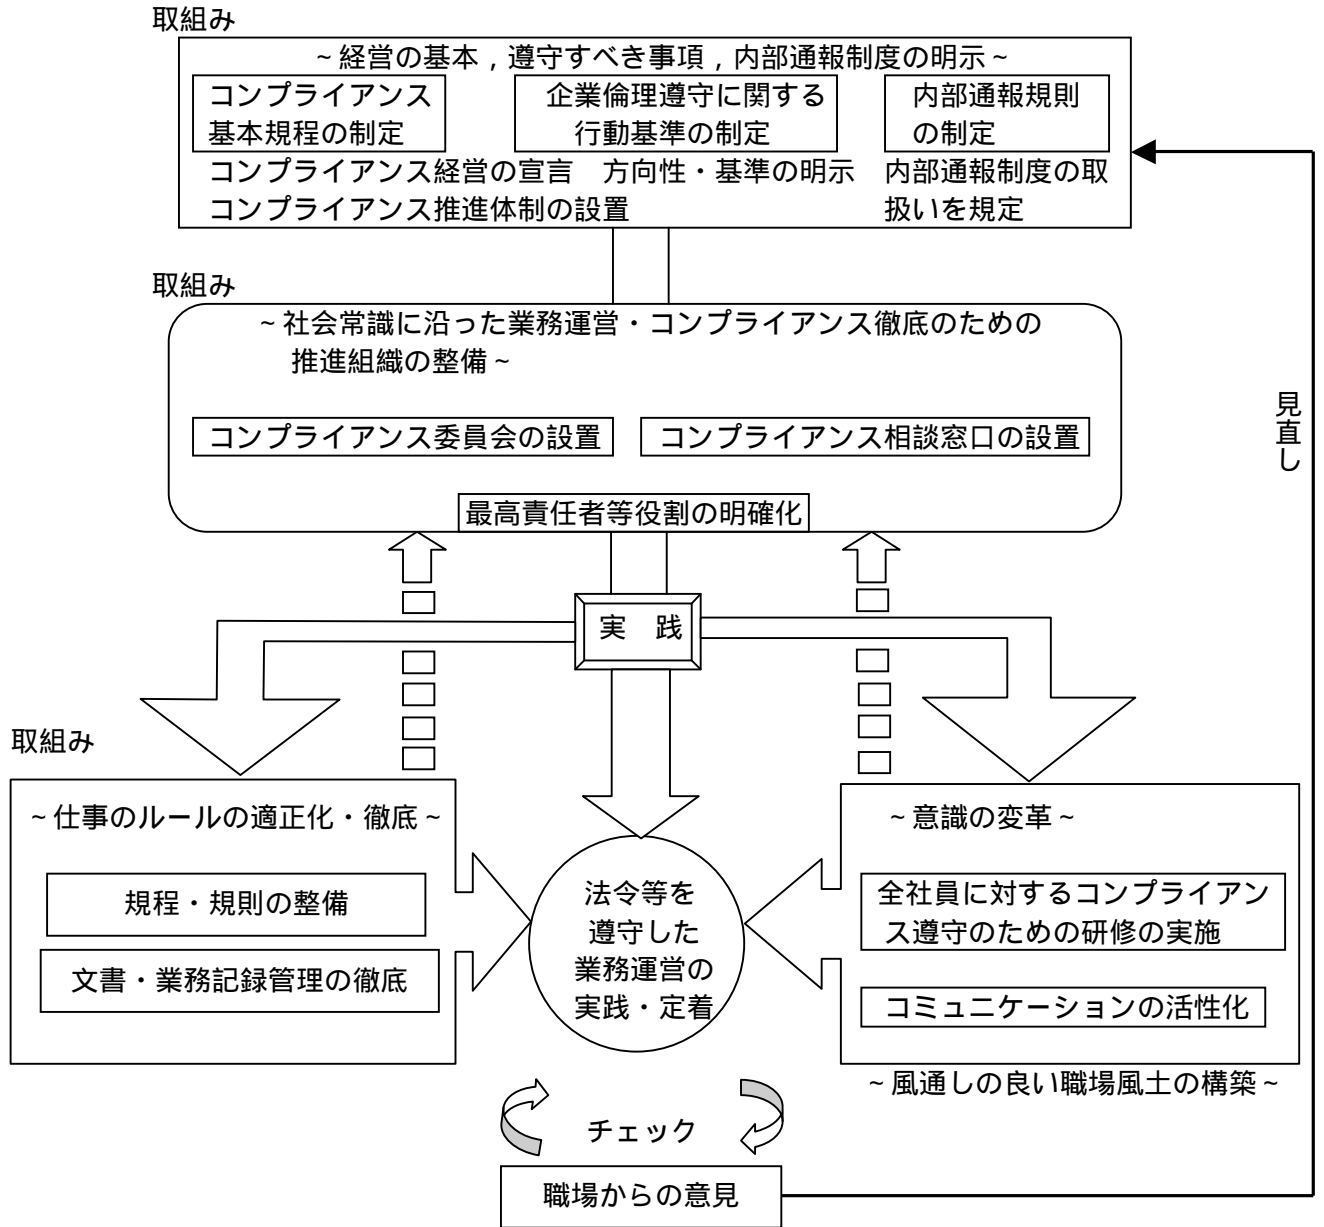 取組み
~経営の基本，遵守すべき事項，内部通報制度の明示~
コンプライアンス
基本規程の制定
企業倫理遵守に関する
行動基準の制定
内部通報規則
の制定
コンプライアンス経営の宣言
コンプライアンス推進体制の設置
方向性・基準の明示
内部通報制度の取
扱いを規定
取組み
~社会常識に沿った業務運営・コンプライアンス徹底のための
推進組織の整備~
コンプライアンス委員会の設置
コンプライアンス相談窓口の設置
最高責任者等役割の明確化
見直し
実　践
取組み
~仕事のルールの適正化・徹底~
規程・規則の整備
文書・業務記録管理の徹底
法令等を
遵守した
業務運営の
実践・定着
~意識の変革~
全社員に対するコンプライアン
ス遵守のための研修の実施
コミュニケーションの活性化
~風通しの良い職場風土の構築~
チェック
職場からの意見